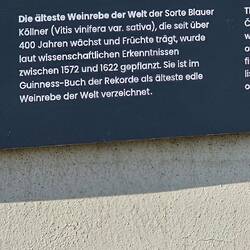 Die älteste Weinrebe der Welt der Sorte Blauer
Köllner (Vitis vinifera var. sativa), die seit über
400 Jahren wächst und Früchte trägt, wurde
laut wissenschaftlichen Erkenntnissen
zwischen 1572 und 1622 gepflanzt. Sie ist im
Guinness-Buch der Rekorde als älteste edle
Weinrebe der Welt verzeichnet.